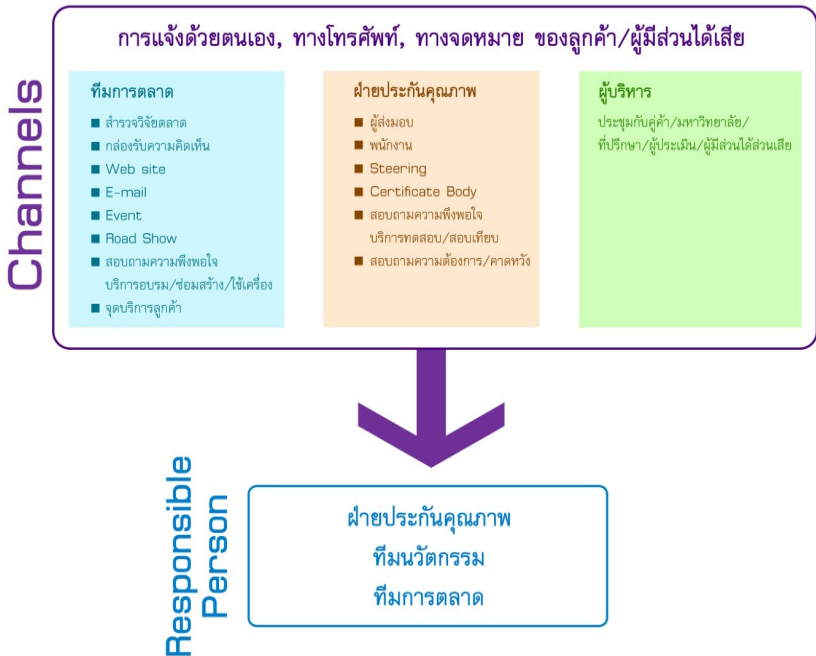 Channels
การแจ้งด้วยตนเอง, ทางโทรศัพท์, ทางจดหมาย ของลูกค้า/ผู้มีส่วนได้เสีย
ทีมการตลาด
■ สำรวจวิจัยตลาด
■ กล่องรับความคิดเห็น
■ Web site
■ E-mail
■ Event
■ Road Show
■ สอบถามความพึงพอใจ
บริการอบรม/ซ่อมสร้าง/ใช้เครื่อง
■ จุดบริการลูกค้า
ฝ่ายประกันคุณภาพ
■ ผู้ส่งมอบ
■ พนักงาน
■ Steering
■ Certificate Body
■ สอบถามความพึงพอใจ
บริการทดสอบ/สอบเทียบ
■ สอบถามความต้องการ/คาดหวัง
ผู้บริหาร
ประชุมกับคู่ค้า/มหาวิทยาลัย/
ที่ปรึกษา/ผู้ประเมิน/ผู้มีส่วนได้ส่วนเสีย
Responsible
Person
ฝ่ายประกันคุณภาพ
ทีมนวัตกรรม
ทีมการตลาด